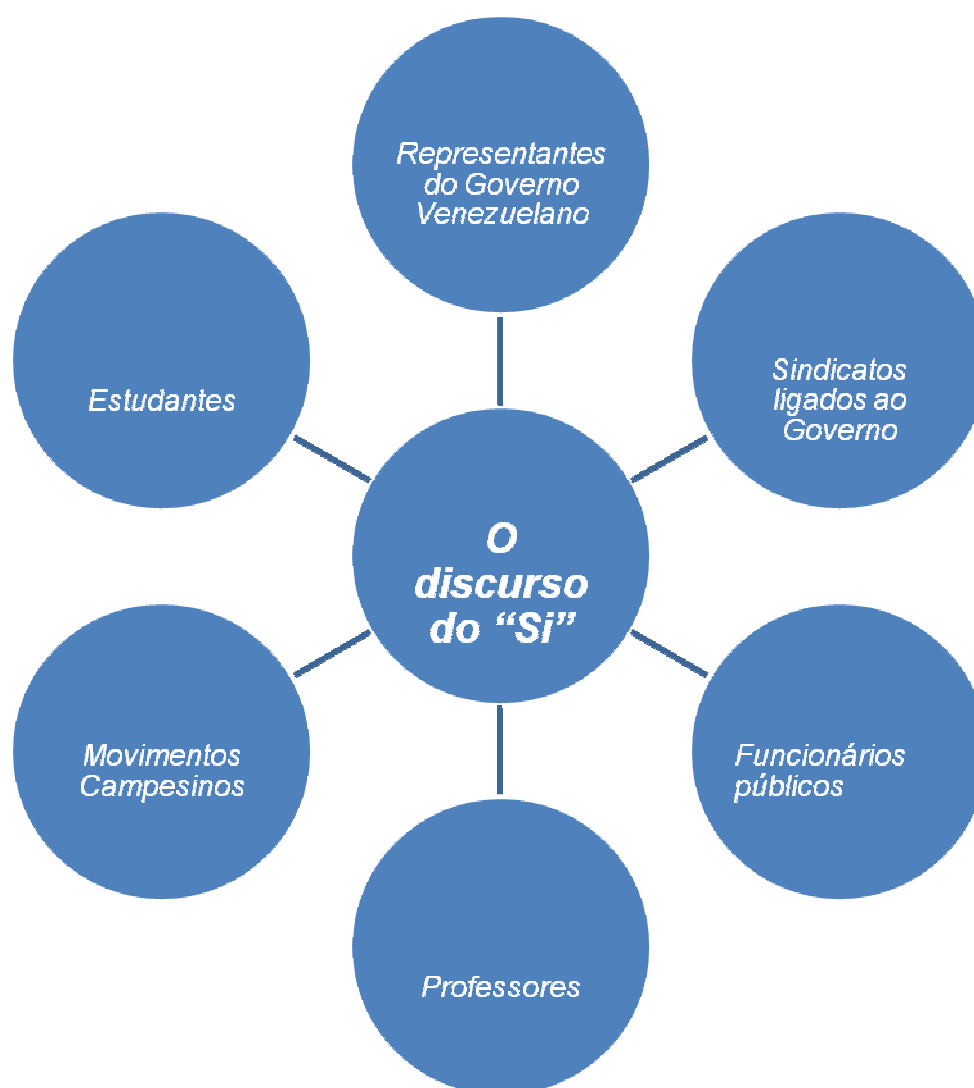 Representantes
do Governo
Venezuelano
Estudantes
Sindicatos
ligados ao
Governo
O
discurso
do “Si”
Movimentos
Campesinos
Funcionários
públicos
Professores